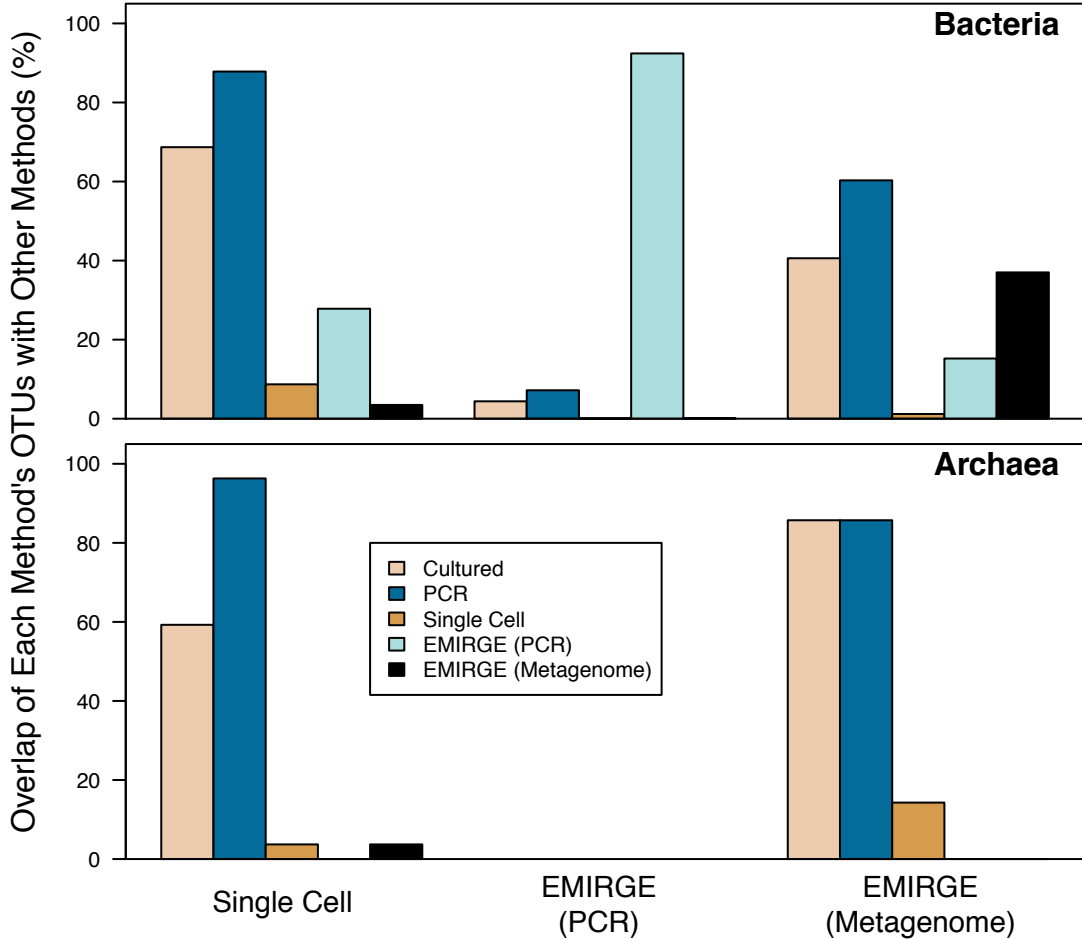 Overlap of Each Method's OTUs with Other Methods (%)
Bacteria
100
80
60
40
20
0
Archaea
100
80
60
40
20
0
Cultured
PCR
Single Cell
EMIRGE (PCR)
EMIRGE (Metagenome)
Single Cell
EMIRGE
(PCR)
EMIRGE
(Metagenome)